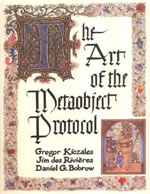 The
Art
of the
Metaobject
Protocol
Gregor Kiczales
Jim des Rivières
Daniel G. Bobrow